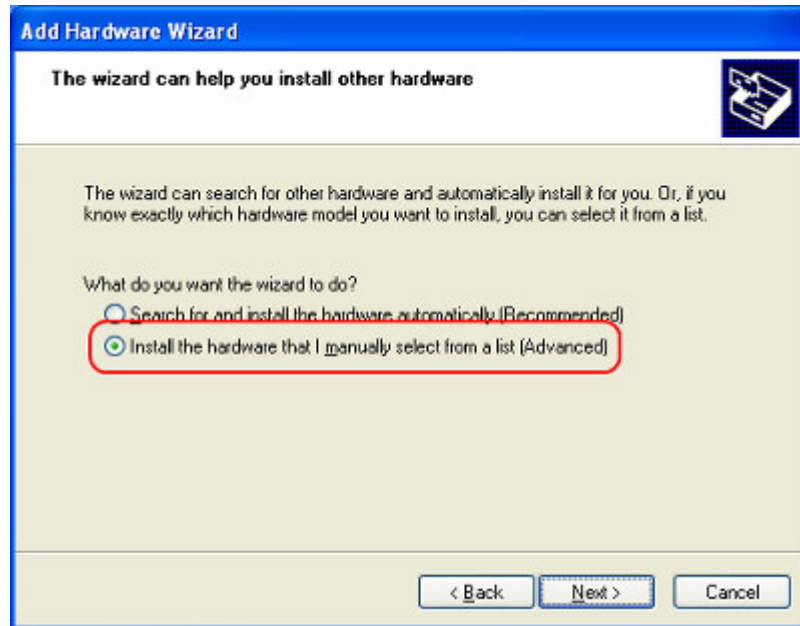 Add Hardware Wizard
The wizard can help you install other hardware
The wizard can search for other hardware and automatically install it for you. Or, if you
know exactly which hardware model you want to install, you can select it from a list.
What do you want the wizard to do?
Search for and install the hardware automatically (Recommended)
Install the hardware that I manually select from a list (Advanced)
< Back Next > Cancel